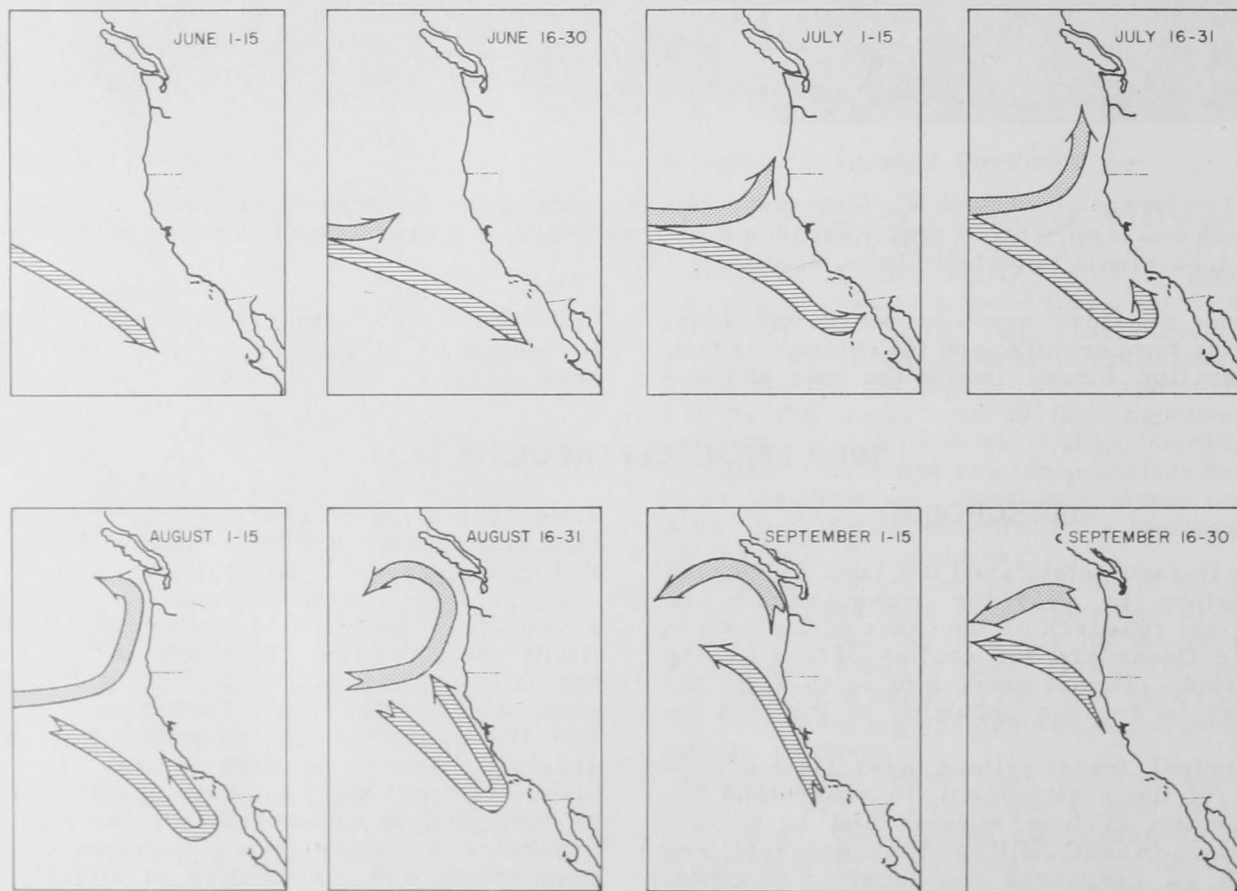 JUNE 1-15
JUNE 16-30
JULY 1-15
JULY 16-31
AUGUST 1-15
AUGUST 16-31
SEPTEMBER 1-15
SEPTEMBER 16-30